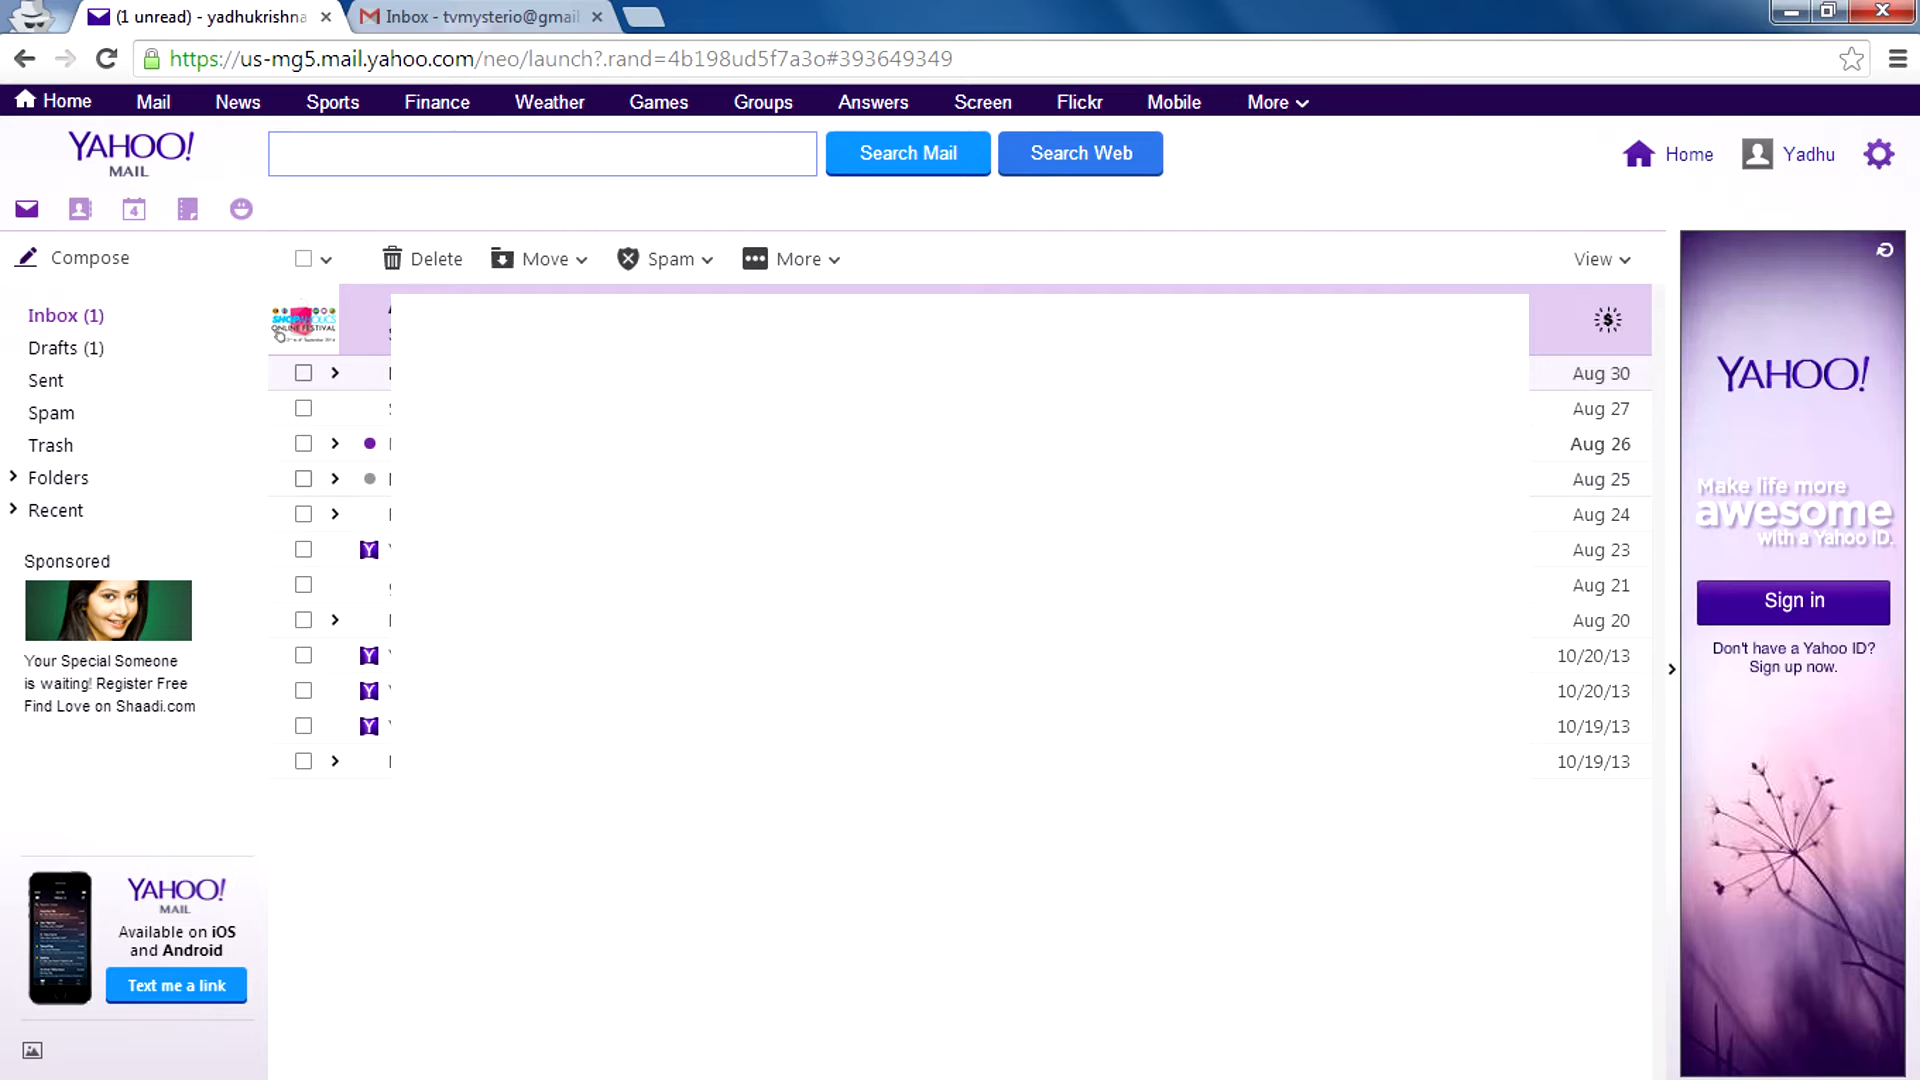 (1 unread) - yadhukrishna
Inbox - tvmysterio@gmail
https://us-mg5.mail.yahoo.com/neo/launch?.rand=4b198ud5f7a3o#393649349
Home Mail News Sports Finance Weather Games Groups Answers Screen Flickr Mobile More
YAHOO!
MAIL
Search Mail
Search Web
Home
Yadhu
4
Compose
Delete
Move
Spam
More
View
Inbox (1)
Drafts (1)
Sent
Spam
Trash
Folders
Recent
ONLINE FESTIVAL
Aug 30
Aug 27
Aug 26
Aug 25
Aug 24
Aug 23
Aug 21
Aug 20
10/20/13
10/20/13
10/19/13
10/19/13
Sponsored
Your Special Someone
is waiting! Register Free
Find Love on Shaadi.com
YAHOO!
MAIL
Available on iOS
and Android
Text me a link
YAHOO!
Make life more
awesome
with a Yahoo ID.
Sign in
Don't have a Yahoo ID?
Sign up now.